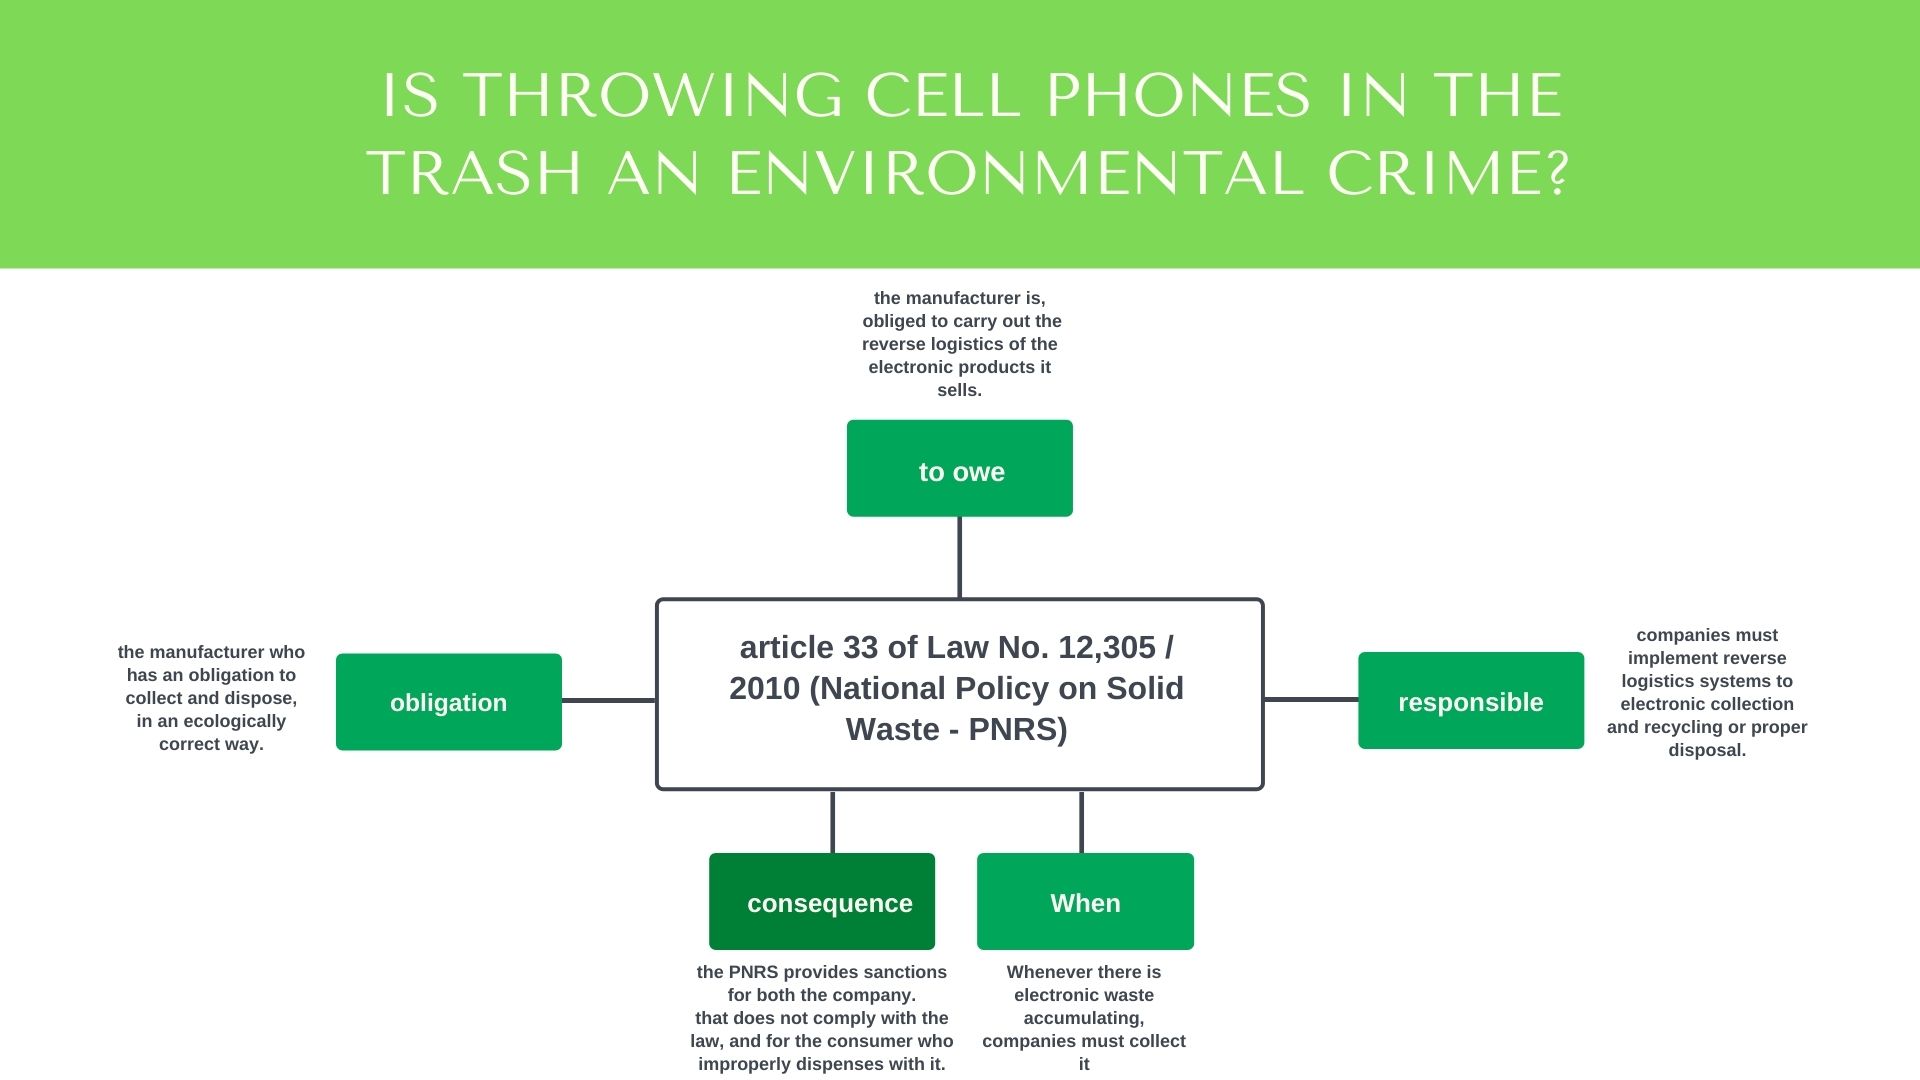 IS THROWING CELL PHONES IN THE
TRASH AN ENVIRONMENTAL CRIME?
the manufacturer is,
obliged to carry out the
reverse logistics of the
electronic products it
sells.
to owe
article 33 of Law No. 12,305 /
2010 (National Policy on Solid
Waste - PNRS)
the manufacturer who
has an obligation to
collect and dispose,
in an ecologically
correct way.
obligation
responsible
companies must
implement reverse
logistics systems to
electronic collection
and recycling or proper
disposal.
consequence
the PNRS provides sanctions
for both the company.
that does not comply with the
law, and for the consumer who
improperly dispenses with it.
When
Whenever there is
electronic waste
accumulating,
companies must collect
it